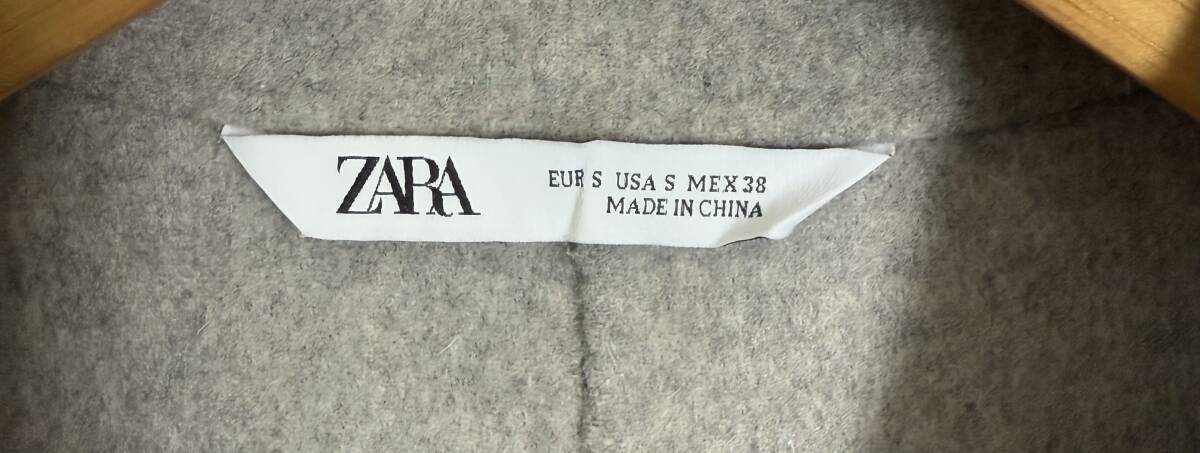 ZARA
EUR S USA S MEX 38
MADE IN CHINA